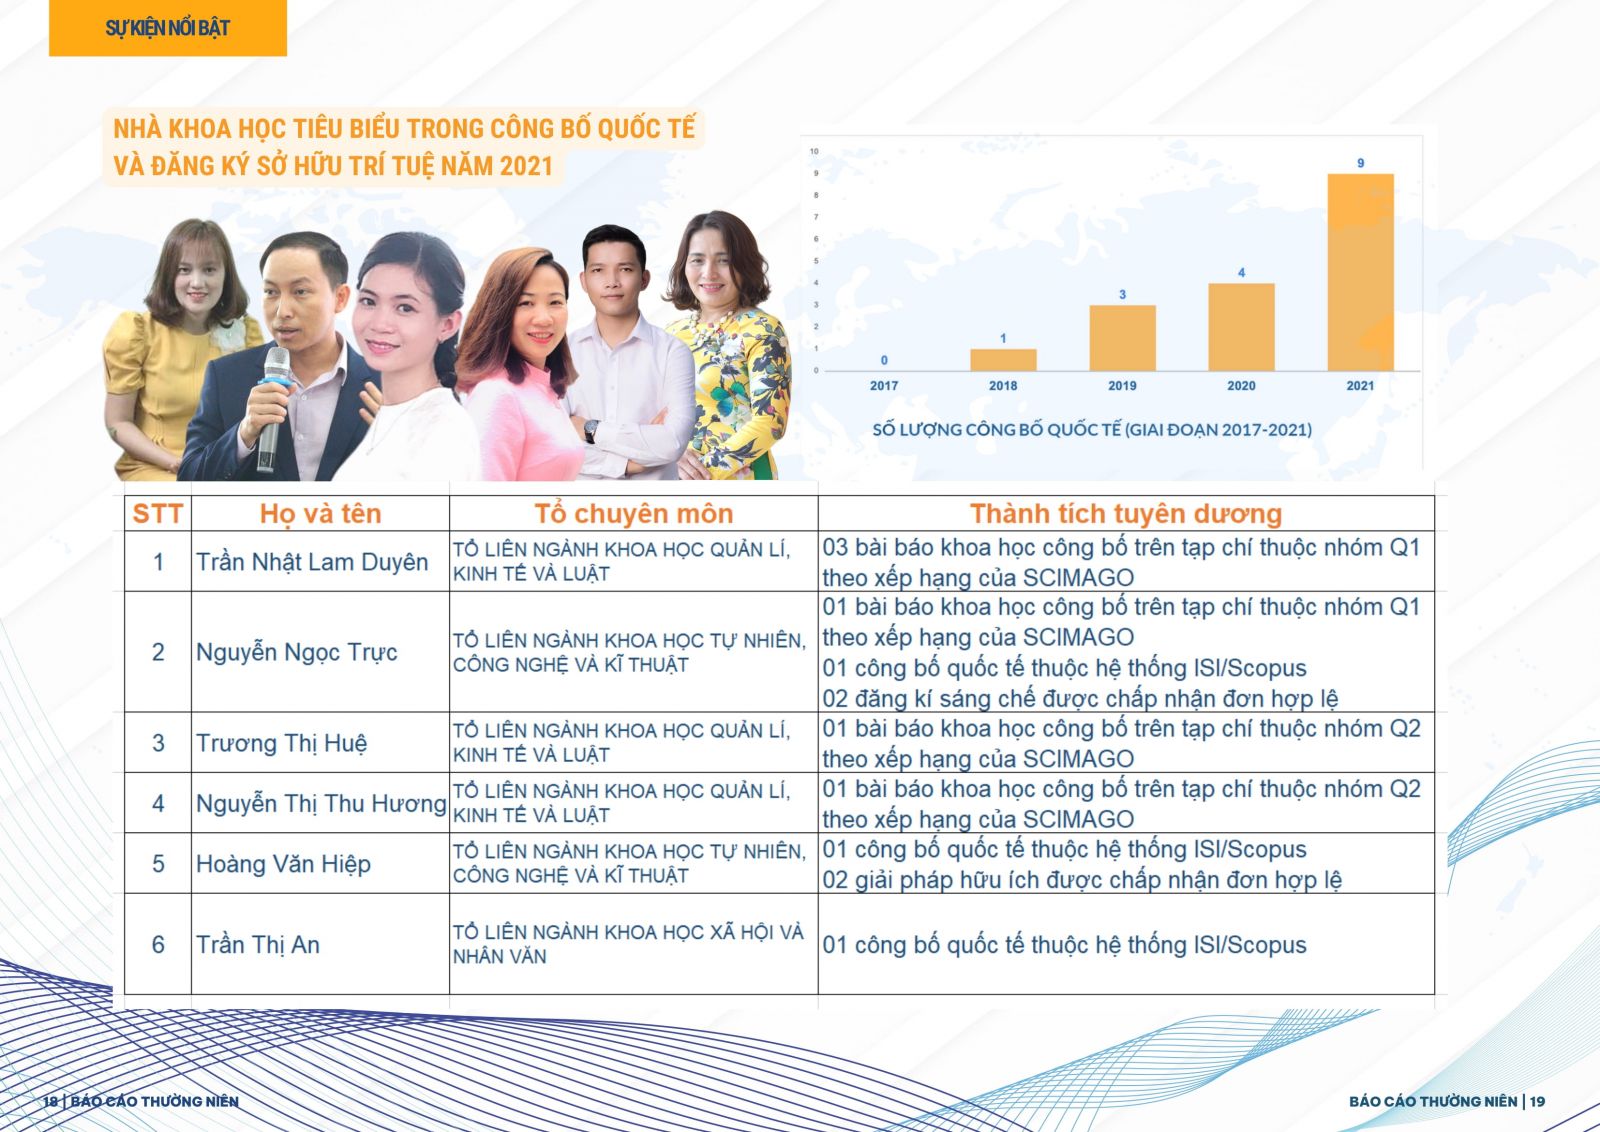 SỰ KIỆN NỔI BẬT
NHÀ KHOA HỌC TIÊU BIỂU TRONG CÔNG BỐ QUỐC TẾ
VÀ ĐĂNG KÝ SỞ HỮU TRÍ TUỆ NĂM 2021
10
9
8
7
6
5
4
3
2
1
0
0
1
3
4
9
2017 2018 2019 2020 2021
SỐ LƯỢNG CÔNG BỐ QUỐC TẾ (GIAI ĐOẠN 2017-2021)
STT Họ và tên Tổ chuyên môn Thành tích tuyên dương
1 Trần Nhật Lam Duyên
TỔ LIÊN NGÀNH KHOA HỌC QUẢN LÍ,
KINH TẾ VÀ LUẬT
03 bài báo khoa học công bố trên tạp chí thuộc nhóm Q1
theo xếp hạng của SCIMAGO
2 Nguyễn Ngọc Trực
TỔ LIÊN NGÀNH KHOA HỌC TỰ NHIÊN,
CÔNG NGHỆ VÀ KĨ THUẬT
01 bài báo khoa học công bố trên tạp chí thuộc nhóm Q1
theo xếp hạng của SCIMAGO
01 công bố quốc tế thuộc hệ thống ISI/Scopus
02 đăng kí sáng chế được chấp nhận đơn hợp lệ
3 Trương Thị Huệ
TỔ LIÊN NGÀNH KHOA HỌC QUẢN LÍ,
KINH TẾ VÀ LUẬT
01 bài báo khoa học công bố trên tạp chí thuộc nhóm Q2
theo xếp hạng của SCIMAGO
4 Nguyễn Thị Thu Hương
TỔ LIÊN NGÀNH KHOA HỌC QUẢN LÍ,
KINH TẾ VÀ LUẬT
01 bài báo khoa học công bố trên tạp chí thuộc nhóm Q2
theo xếp hạng của SCIMAGO
5 Hoàng Văn Hiệp
TỔ LIÊN NGÀNH KHOA HỌC TỰ NHIÊN,
CÔNG NGHỆ VÀ KĨ THUẬT
01 công bố quốc tế thuộc hệ thống ISI/Scopus
02 giải pháp hữu ích được chấp nhận đơn hợp lệ
6 Trần Thị An
TỔ LIÊN NGÀNH KHOA HỌC XÃ HỘI VÀ
NHÂN VĂN
01 công bố quốc tế thuộc hệ thống ISI/Scopus
18 | BÁO CÁO THƯỜNG NIÊN
BÁO CÁO THƯỜNG NIÊN | 19